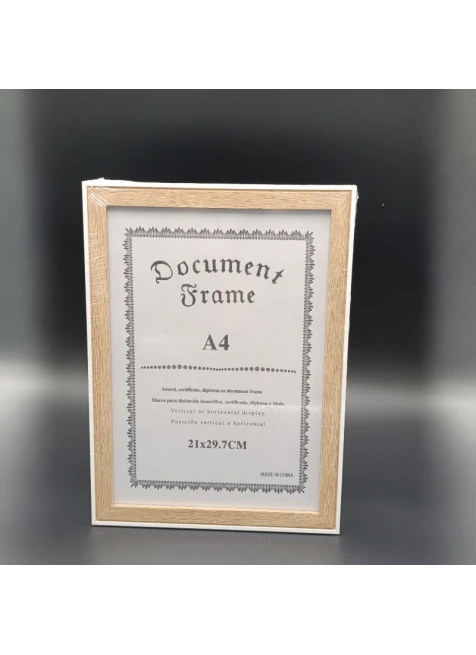 Document
Frame
A4
Award, certificate, diploma or document frame
Marco para distinción honorífica, certificado, diploma o título
Vertical or horizontal display
Posición vertical o horizontal
21x29.7CM
MADE IN CHINA